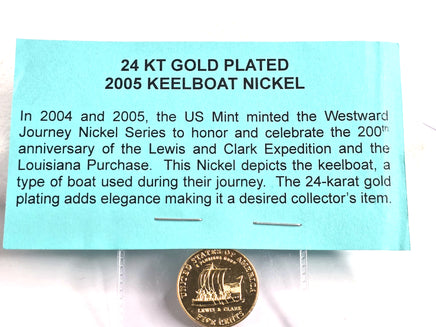 24 KT GOLD PLATED
2005 KEELBOAT NICKEL
In 2004 and 2005, the US Mint minted the Westward
Journey Nickel Series to honor and celebrate the 200th
anniversary of the Lewis and Clark Expedition and the
Louisiana Purchase. This Nickel depicts the keelboat, a
type of boat used during their journey. The 24-karat gold
plating adds elegance making it a desired collector's item.
UNITED STATES OF AMERICA
E PLURIBUS UNUM
LEWIS & CLARK
FIVE CENTS